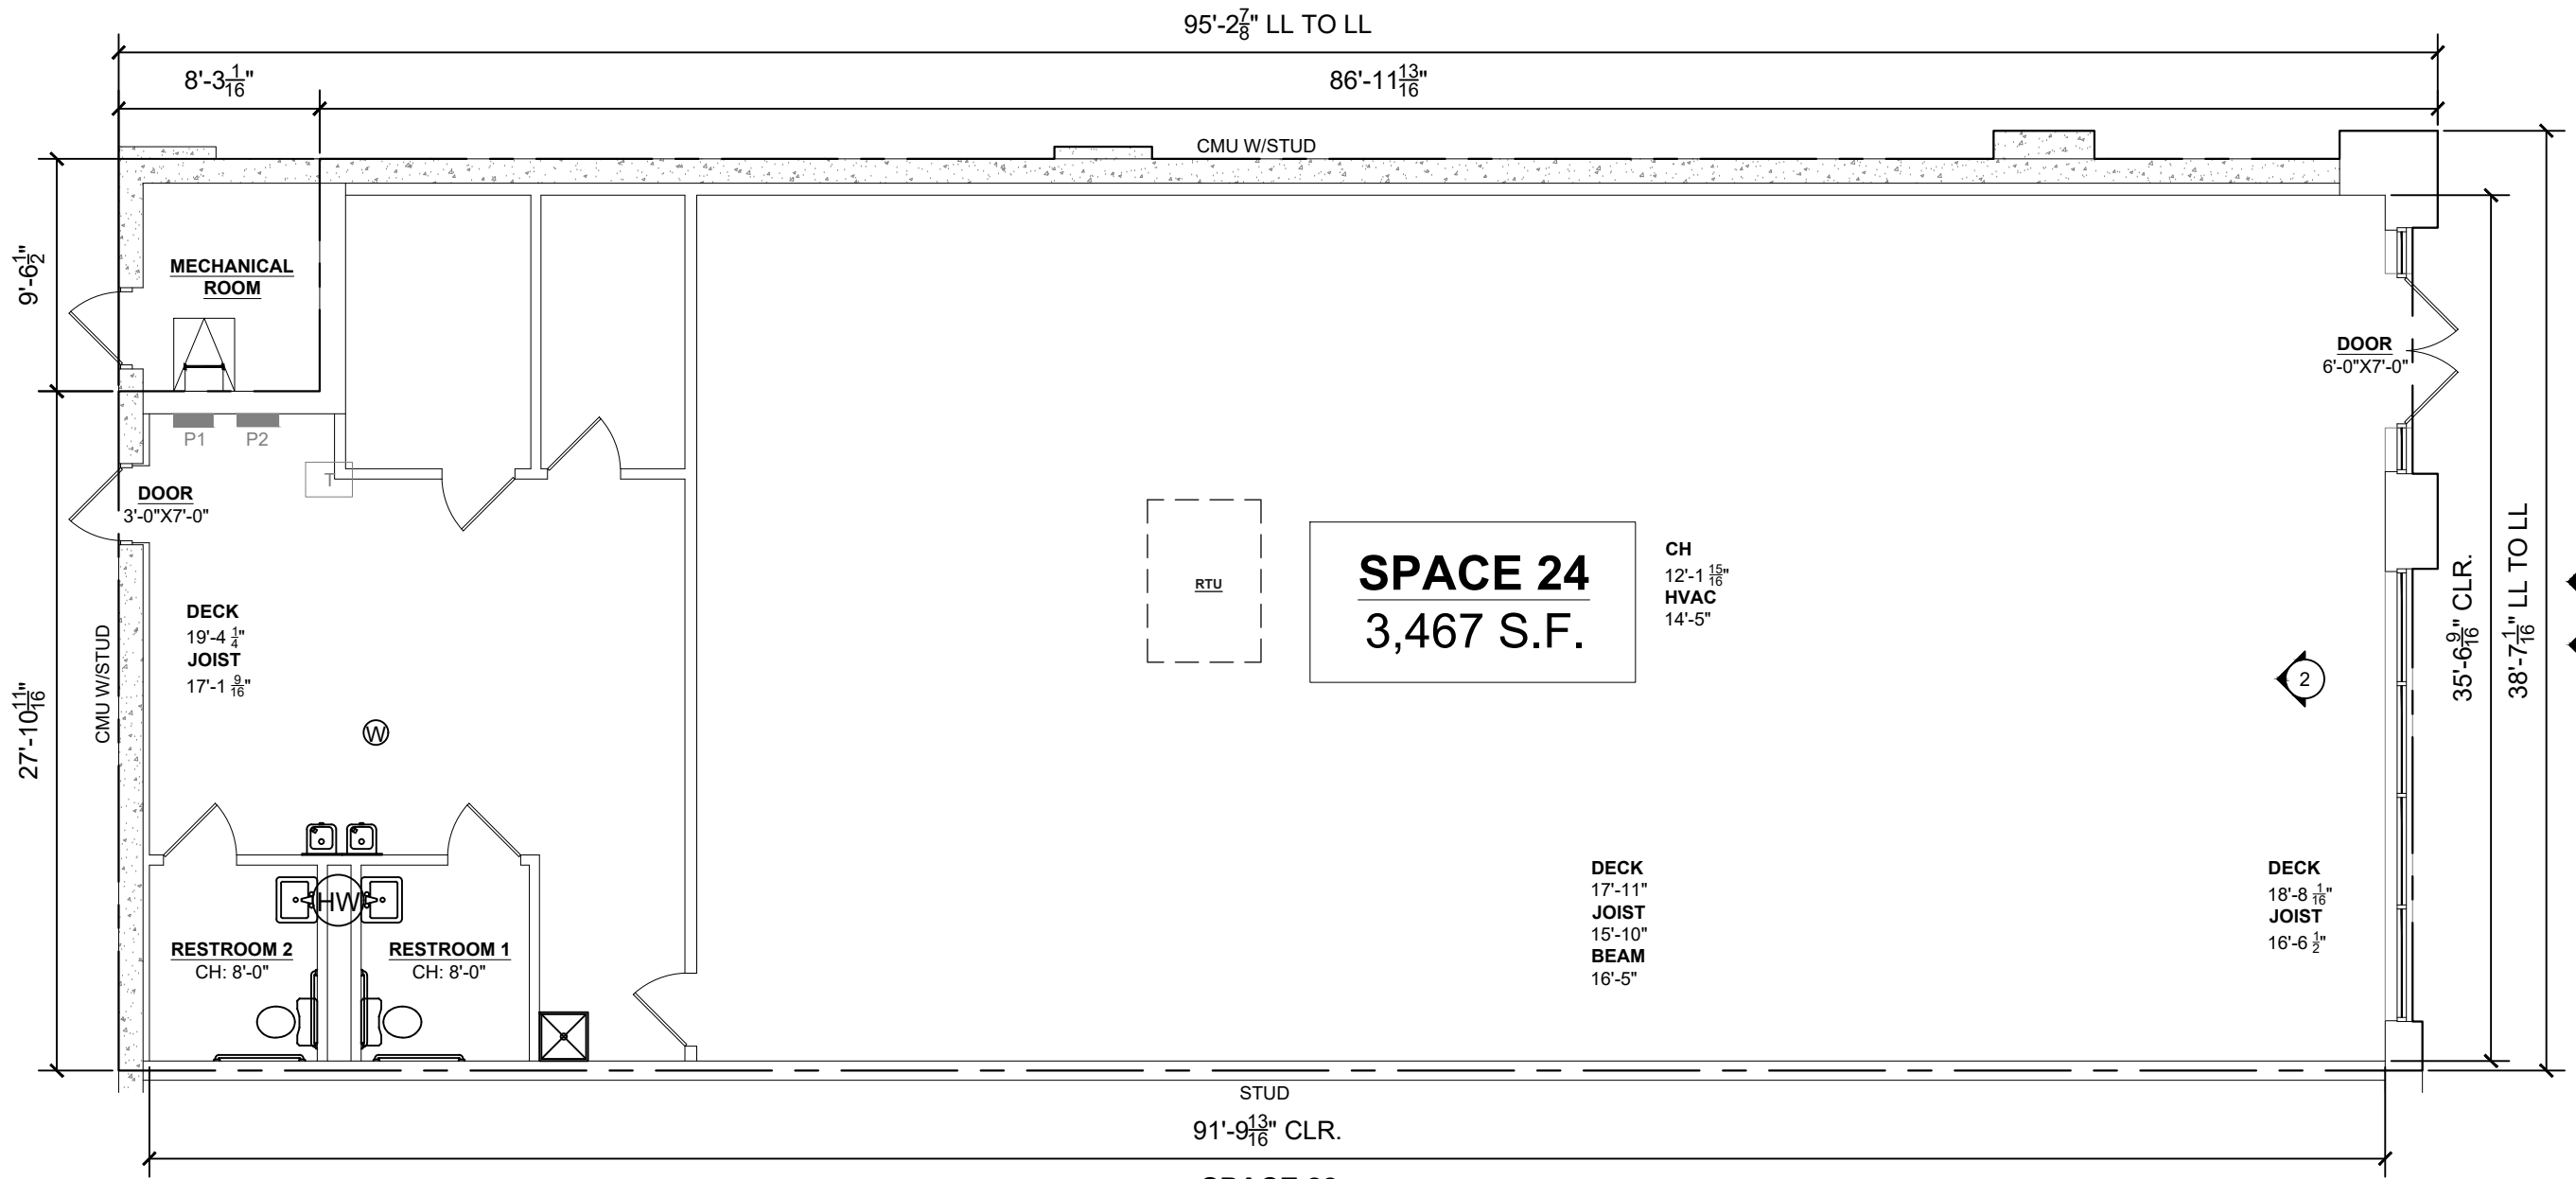 95'-2 7/8" LL TO LL
8'-3 1/16"
86'-11 13/16"
CMU W/STUD
9'-6 1/2"
MECHANICAL
ROOM
DOOR
6'-0"X7'-0"
P1
P2
T
DOOR
3'-0"X7'-0"
SPACE 24
3,467 S.F.
CH
12'-1 15/16"
HVAC
14'-5"
RTU
35'-6 9/16" CLR.
38'-7 1/16" LL TO LL
DECK
19'-4 1/4"
JOIST
17'-1 9/16"
CMU W/STUD
27'-10 11/16"
2
W
DECK
17'-11"
JOIST
15'-10"
BEAM
16'-5"
DECK
18'-8 1/16"
JOIST
16'-6 1/2"
HW
RESTROOM 2
CH: 8'-0"
RESTROOM 1
CH: 8'-0"
STUD
91'-9 13/16" CLR.